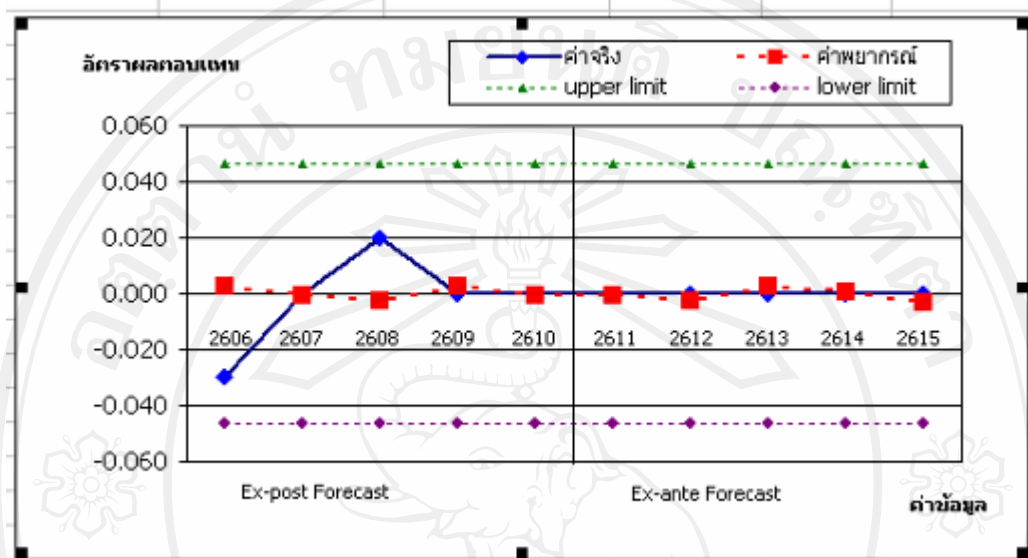 อัตราผลตอบแทน
ค่าจริง ค่าพยากรณ์
upper limit lower limit
0.060
0.040
0.020
0.000
-0.020
-0.040
-0.060
2606 2607 2608 2609 2610 2611 2612 2613 2614 2615
Ex-post Forecast Ex-ante Forecast
ค่าข้อมูล